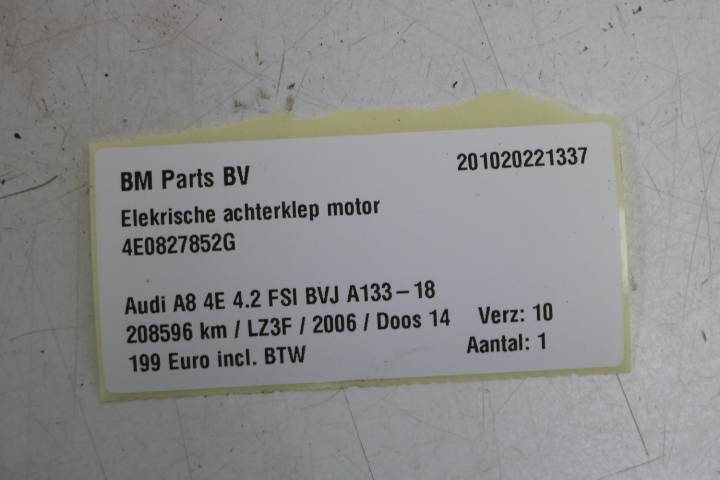 BM Parts BV 201020221337
Elekrische achterklep motor
4E0827852G
Audi A8 4E 4.2 FSI BVJ A133-18
208596 km / LZ3F / 2006 / Doos 14 Verz: 10
199 Euro incl. BTW Aantal: 1